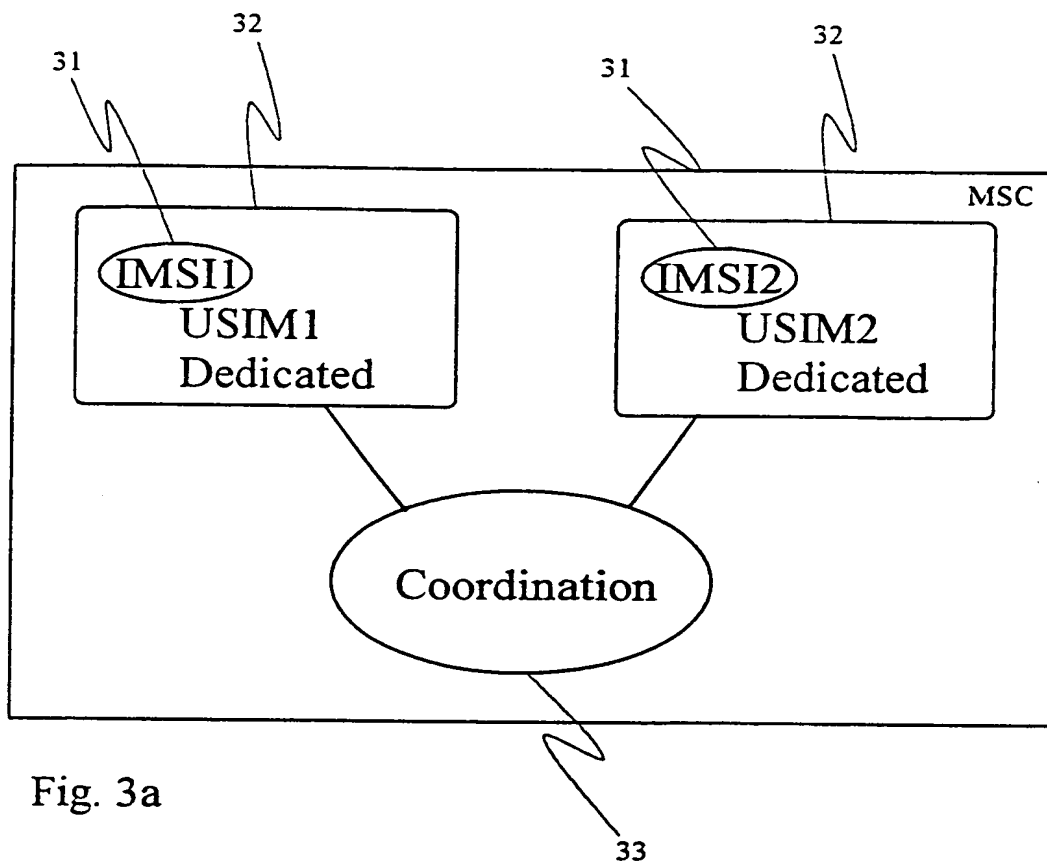 32
32
31
31
MSC
IMSI1
IMSI2
USIM1
USIM2
Dedicated
Dedicated
Coordination
Fig. 3a
33